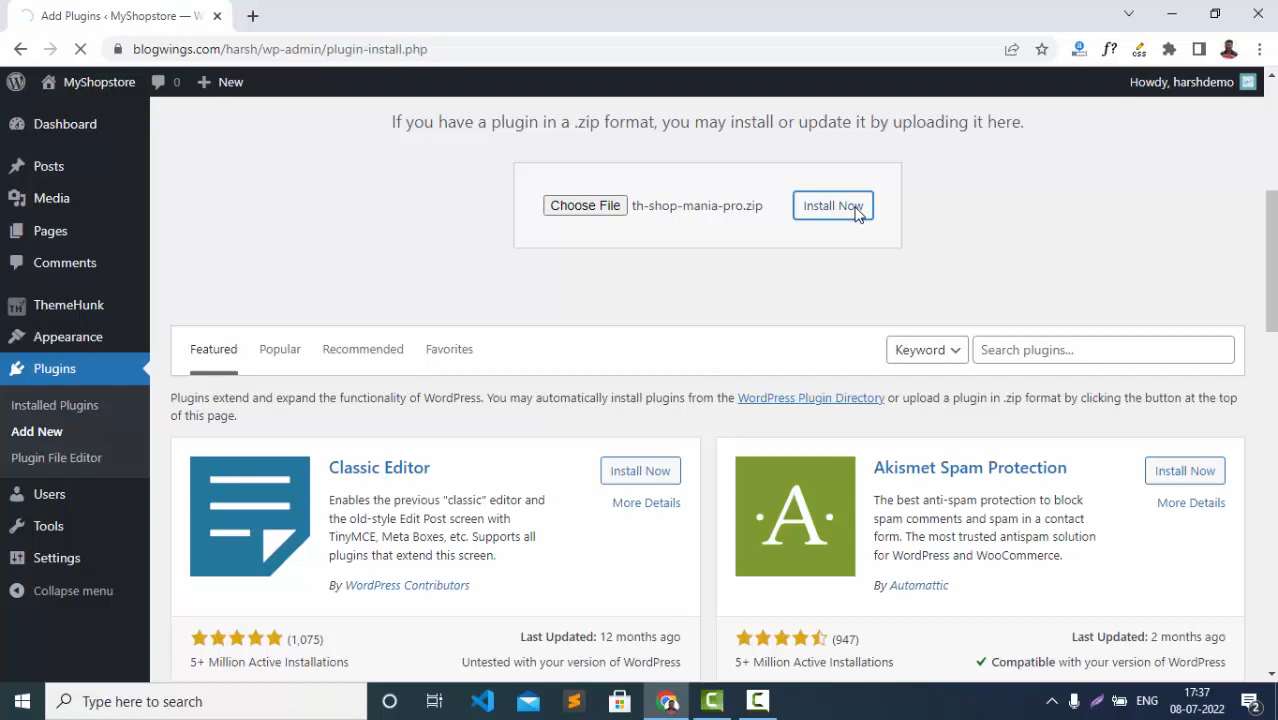 Add Plugins ‹ MyShopstore — W
blogwings.com/harsh/wp-admin/plugin-install.php
MyShopstore 0 New Howdy, harshdemo
Dashboard
Posts
Media
Pages
Comments
ThemeHunk
Appearance
Plugins
Installed Plugins
Add New
Plugin File Editor
Users
Tools
Settings
Collapse menu
If you have a plugin in a .zip format, you may install or update it by uploading it here.
Choose File th-shop-mania-pro.zip Install Now
Featured Popular Recommended Favorites Keyword Search plugins...
Plugins extend and expand the functionality of WordPress. You may automatically install plugins from the WordPress Plugin Directory or upload a plugin in .zip format by clicking the button at the top
of this page.
Classic Editor
Install Now
More Details
Enables the previous "classic" editor and
the old-style Edit Post screen with
TinyMCE, Meta Boxes, etc. Supports all
plugins that extend this screen.
By WordPress Contributors
(1,075)
Last Updated: 12 months ago
5+ Million Active Installations
Untested with your version of WordPress
A
Akismet Spam Protection
Install Now
More Details
The best anti-spam protection to block
spam comments and spam in a contact
form. The most trusted antispam solution
for WordPress and WooCommerce.
By Automattic
(947)
Last Updated: 2 months ago
5+ Million Active Installations
Compatible with your version of WordPress
Type here to search
ENG
17:37
08-07-2022
2